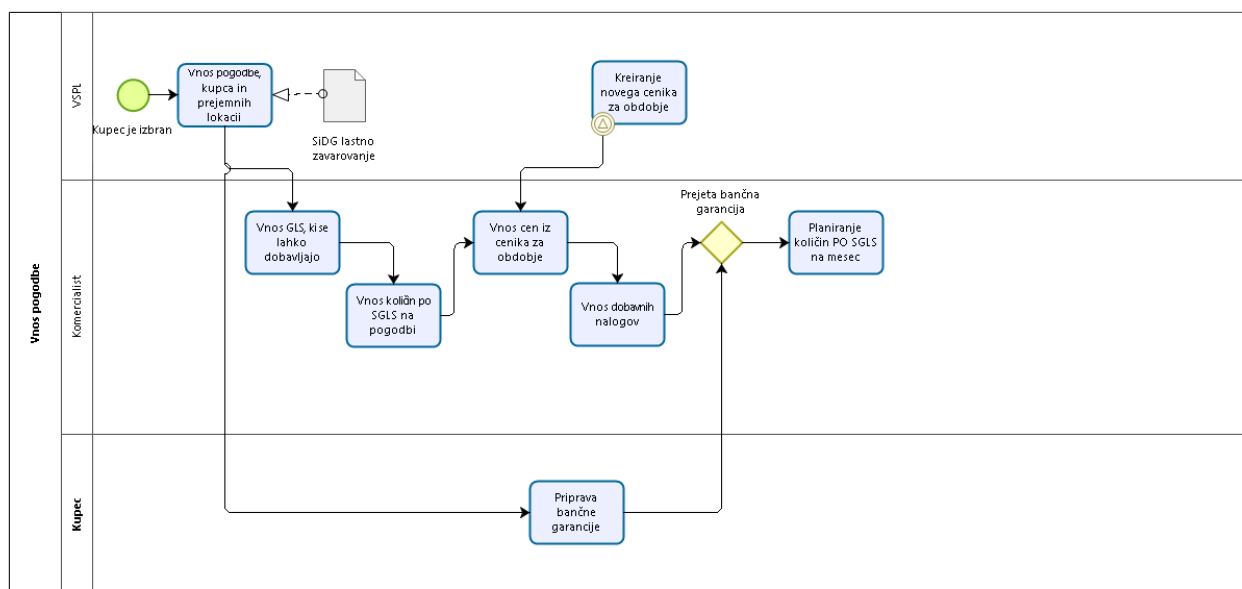 Vnos pogodbe
VSPL
Kupec je izbran
Vnos pogodbe,
kupca in
prejemnih
lokacij
SiDG lastno
zavarovanje
Kreiranje
novega cenika
za obdobje
Komercialist
Vnos GLS, ki se
lahko
dobavljajo
Vnos količin po
SGLS na
pogodbi
Vnos cen iz
cenika za
obdobje
Vnos dobavnih
nalogov
Prejeta bančna
garancija
Planiranje
količin PO SGLS
na mesec
Kupec
Priprava
bančne
garancije